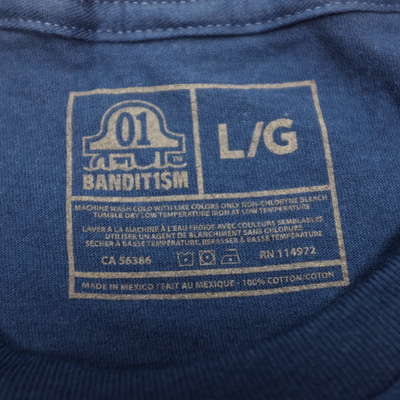 01
TM
BANDIT1SM
L/G
MACHINE WASH COLD WITH LIKE COLORS ONLY NON-CHLORYNE BLEACH
TUMBLE DRY LOW TEMPERATURE IRON AT LOW TEMPERATURE
LAVER A LA MACHINE À L'EAU FROIDE AVEC COULEURS SEMBLABLES
UTILISER UN AGENT DE BLANCHIMENT SANS CHLORURE
SÉCHER À BASSE TEMPÉRATURE, REPASSER À BASSE TEMPÉRATURE
CA 56386 RN 114972
MADE IN MEXICO / FAIT AU MEXIQUE - 100% COTTON/COTON